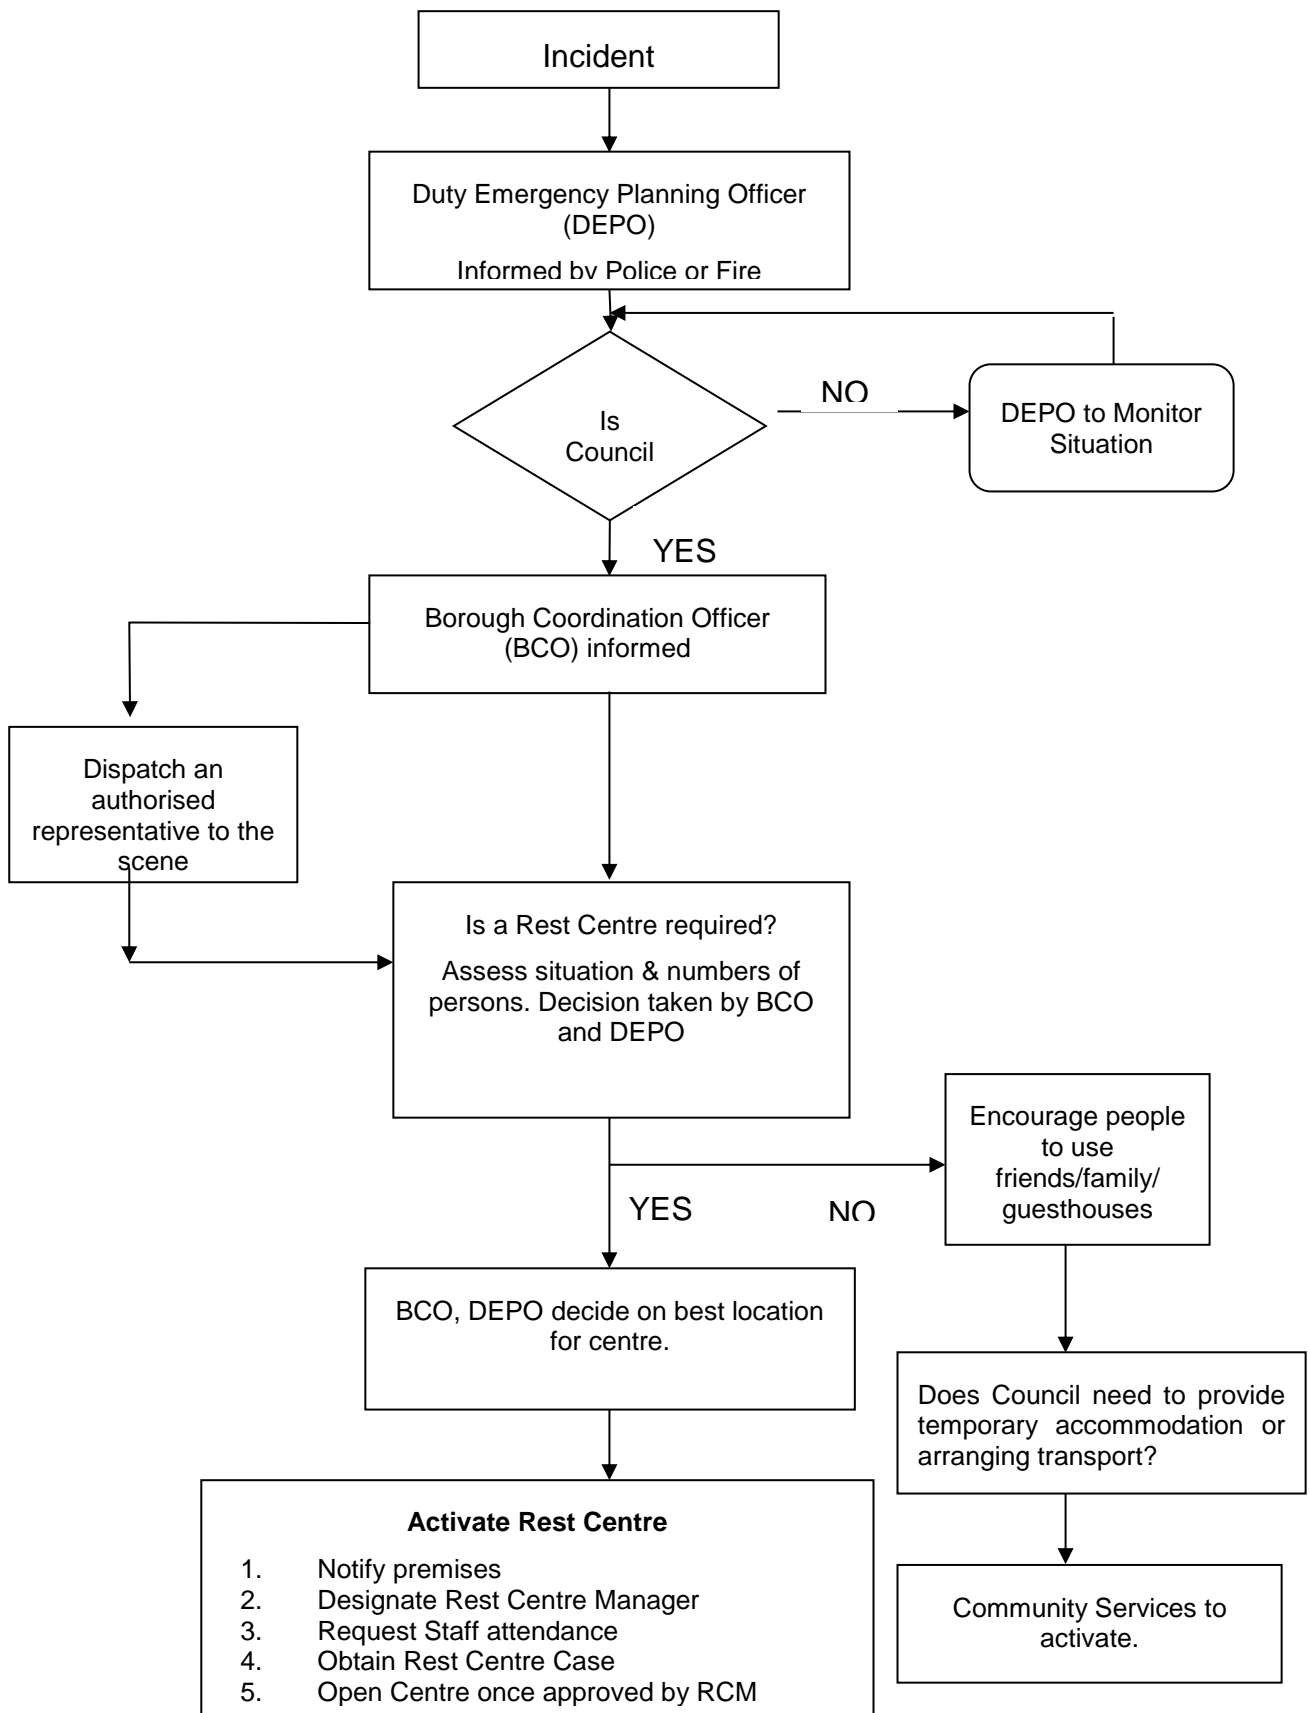 Incident
Duty Emergency Planning Officer
(DEPO)
Informed by Police or Fire
NO
Is
Council
DEPO to Monitor
Situation
YES
Borough Coordination Officer
(BCO) informed
Dispatch an
authorised
representative to the
scene
Is a Rest Centre required?
Assess situation & numbers of
persons. Decision taken by BCO
and DEPO
Encourage people
to use
friends/family/
guesthouses
YES
NO
BCO, DEPO decide on best location
for centre.
Does Council need to provide
temporary accommodation or
arranging transport?
Activate Rest Centre
1. Notify premises
2. Designate Rest Centre Manager
3. Request Staff attendance
4. Obtain Rest Centre Case
5. Open Centre once approved by RCM
Community Services to
activate.